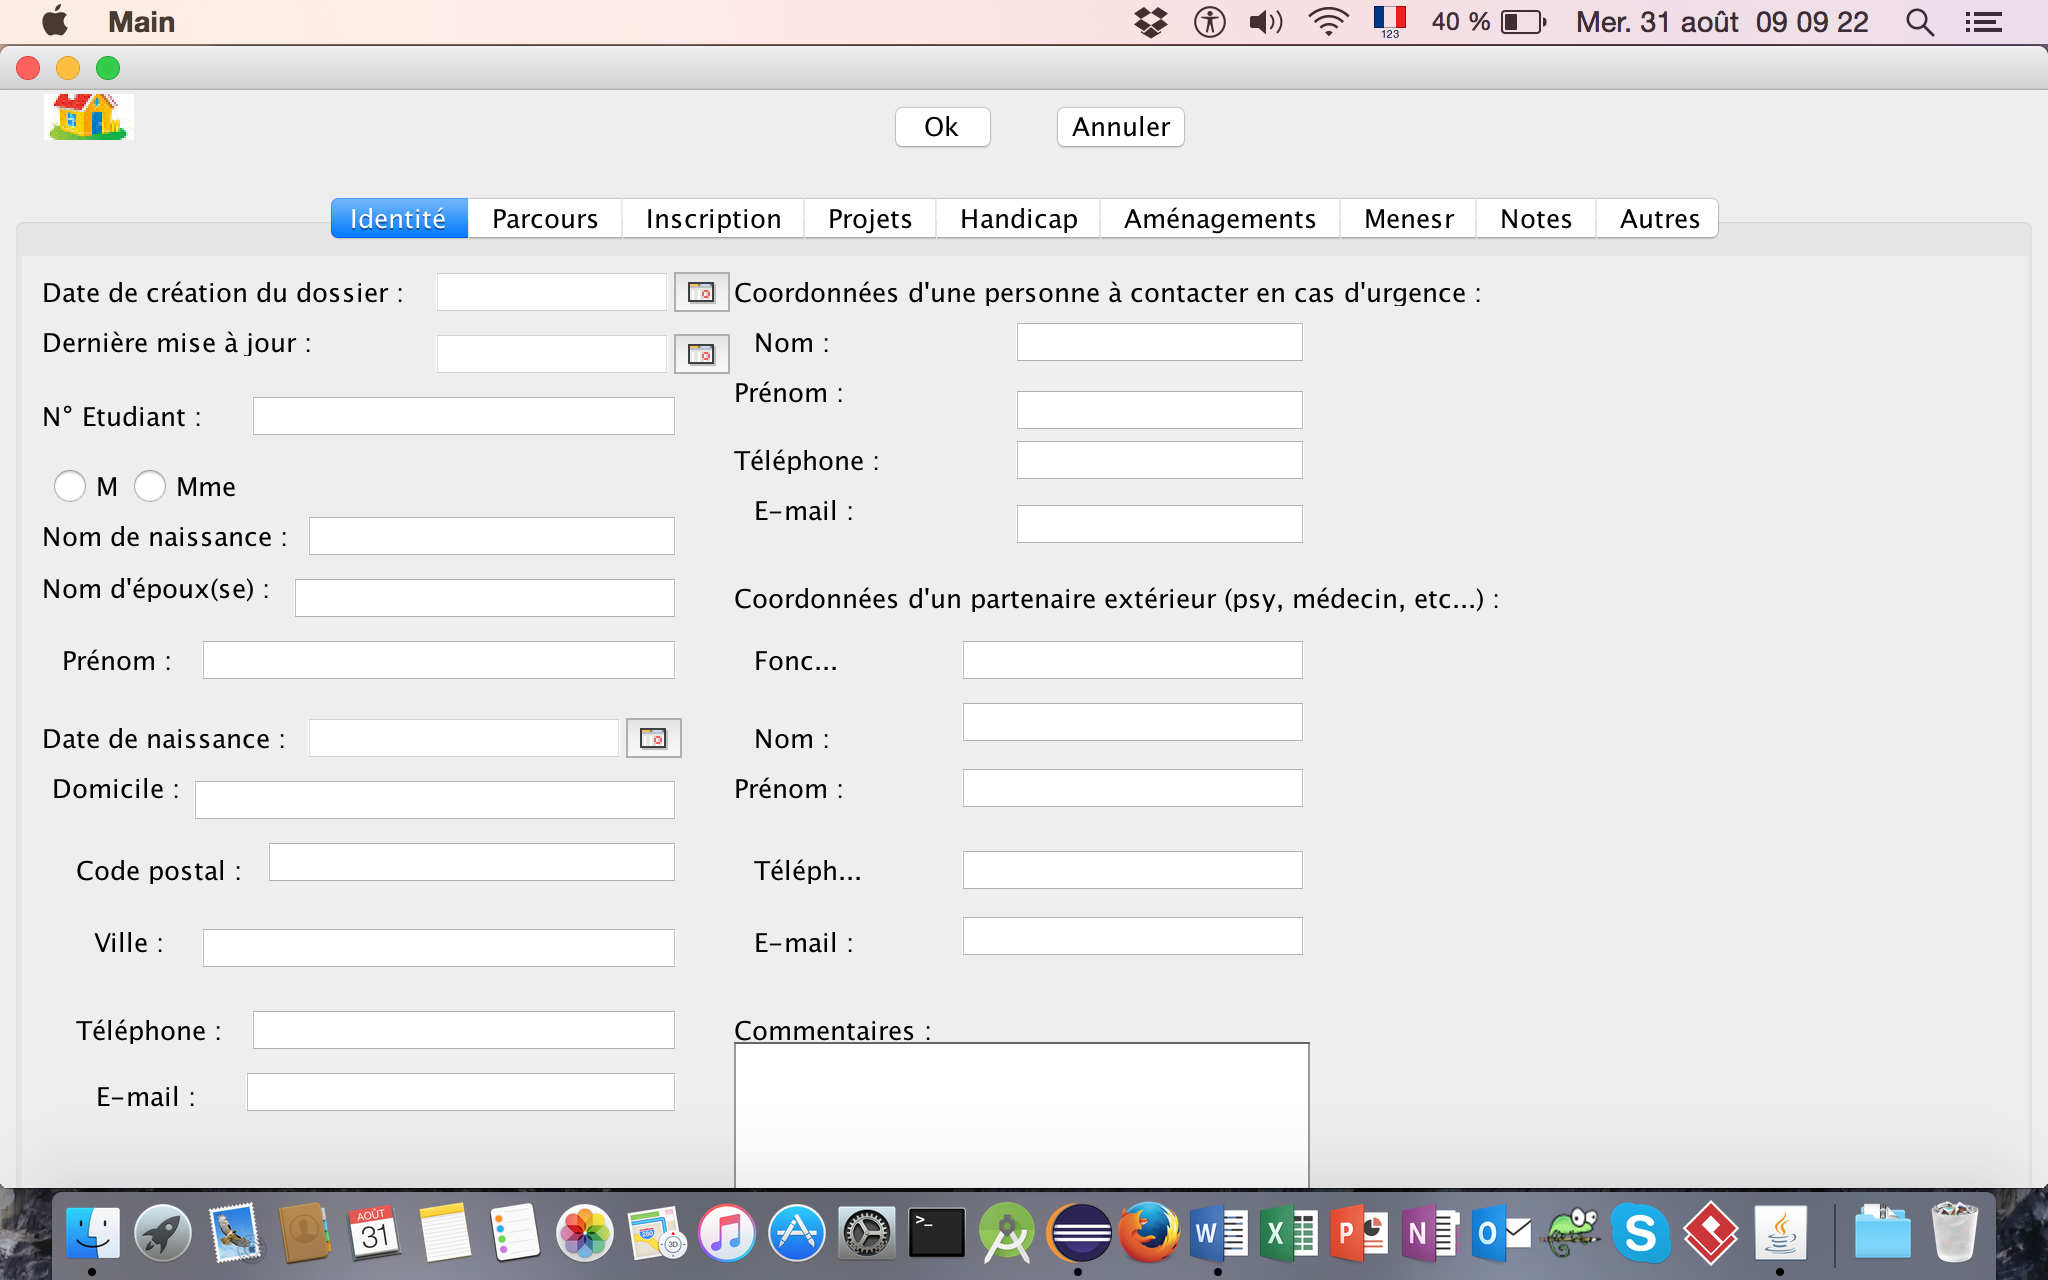 Main 123 40 % Mer. 31 août 09 09 22
Ok Annuler
Identité Parcours Inscription Projets Handicap Aménagements Menesr Notes Autres
Date de création du dossier :
Dernière mise à jour :
N° Etudiant :
M Mme
Nom de naissance :
Nom d'époux(se) :
Prénom :
Date de naissance :
Domicile :
Code postal :
Ville :
Téléphone :
E-mail :
Coordonnées d'une personne à contacter en cas d'urgence :
Nom :
Prénom :
Téléphone :
E-mail :
Coordonnées d'un partenaire extérieur (psy, médecin, etc...) :
Fonc...
Nom :
Prénom :
Téléph...
E-mail :
Commentaires :
AOÛT
31
280
3D
>_
W X P N O S